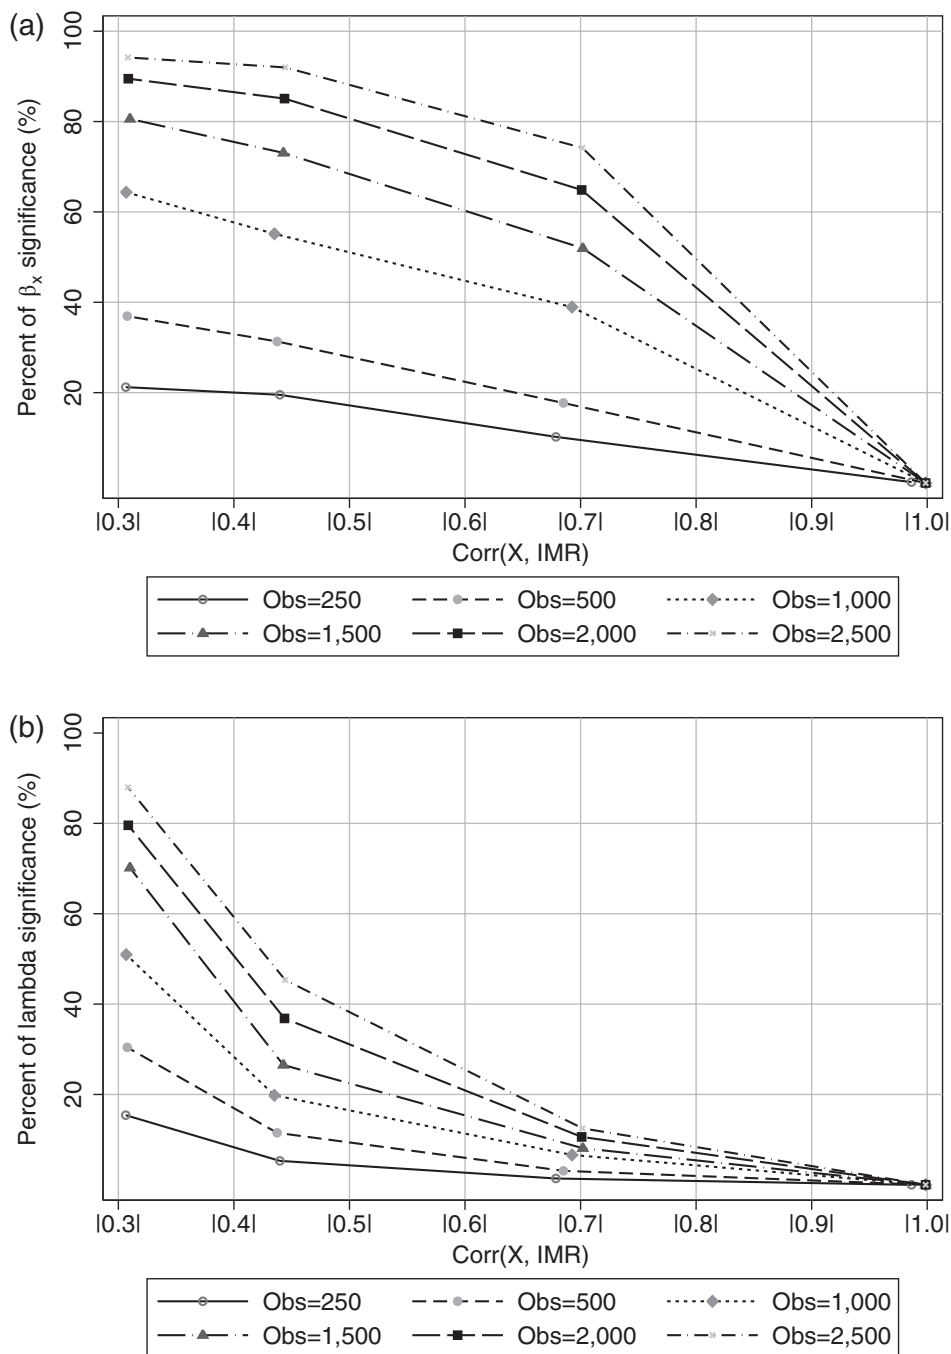 (a)
100
80
60
40
20
Percent of βx significance (%)
|0.3| |0.4| |0.5| |0.6| |0.7| |0.8| |0.9| |1.0|
Corr(X, IMR)
Obs=250 Obs=500 Obs=1,000
Obs=1,500 Obs=2,000 Obs=2,500
(b)
100
80
60
40
20
Percent of lambda significance (%)
|0.3| |0.4| |0.5| |0.6| |0.7| |0.8| |0.9| |1.0|
Corr(X, IMR)
Obs=250 Obs=500 Obs=1,000
Obs=1,500 Obs=2,000 Obs=2,500